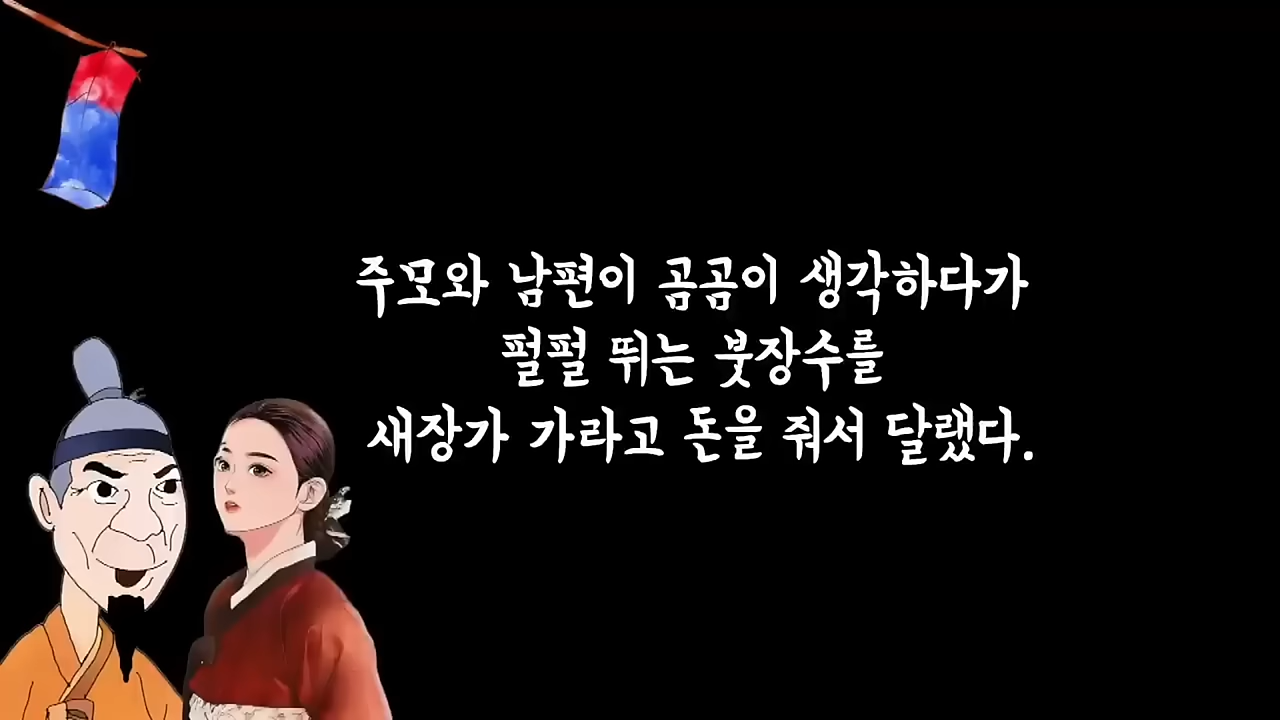 주모와 남편이 곰곰이 생각하다가
펄펄 뛰는 붓장수를
새장가 가라고 돈을 줘서 달랬다.